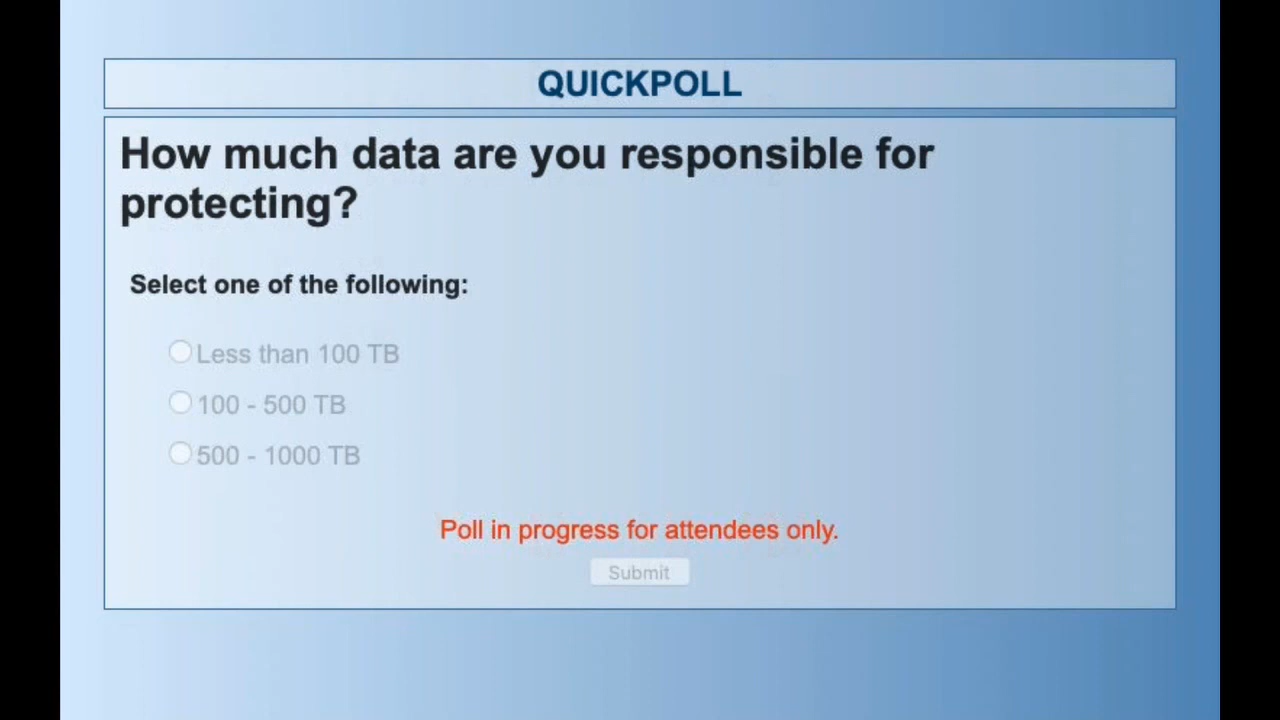 QUICKPOLL
How much data are you responsible for
protecting?
Select one of the following:
Less than 100 TB
100 - 500 TB
500 - 1000 TB
Poll in progress for attendees only.
Submit